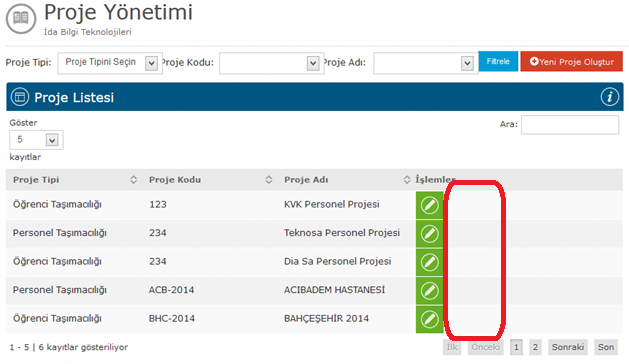 Proje Yönetimi
İda Bilgi Teknolojileri
Proje Tipi: Proje Tipini Seçin Proje Kodu: Proje Adı: Filtrele Yeni Proje Oluştur
Proje Listesi
Göster
5
kayıtlar
Ara:
Proje Tipi Proje Kodu Proje Adı İşlemler
Öğrenci Taşımacılığı 123 KVK Personel Projesi
Personel Taşımacılığı 234 Teknosa Personel Projesi
Öğrenci Taşımacılığı 234 Dia Sa Personel Projesi
Personel Taşımacılığı ACB-2014 ACIBADEM HASTANESİ
Öğrenci Taşımacılığı BHC-2014 BAHÇEŞEHİR 2014
1 - 5 | 6 kayıtlar gösteriliyor İlk Önceki 1 2 Sonraki Son